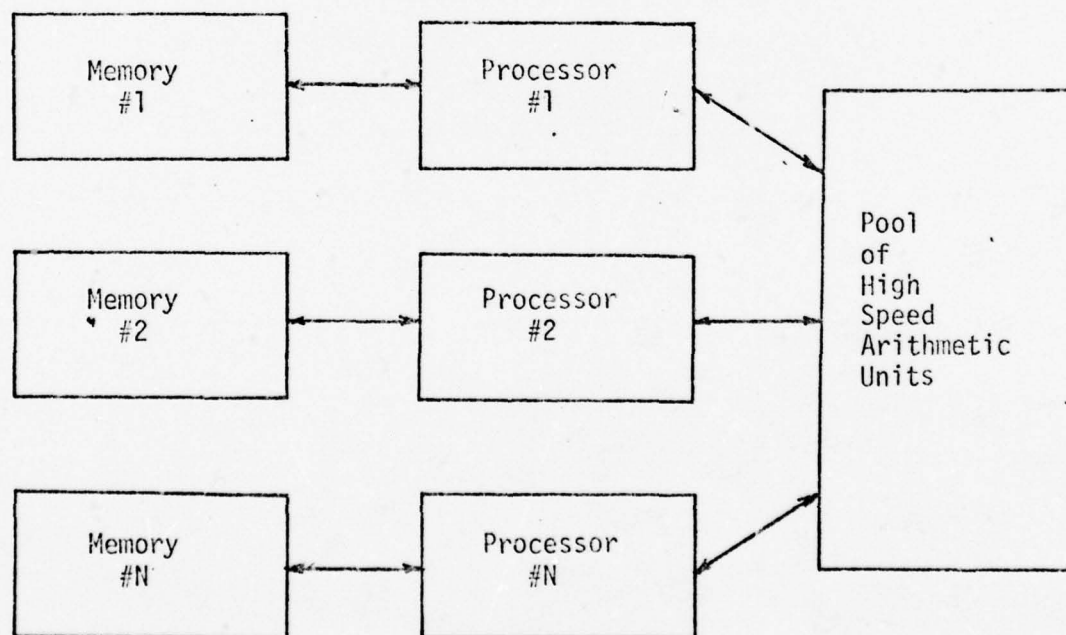 Memory
#1
Processor
#1
Memory
#2
Processor
#2
Pool
of
High
Speed
Arithmetic
Units
Memory
#N
Processor
#N